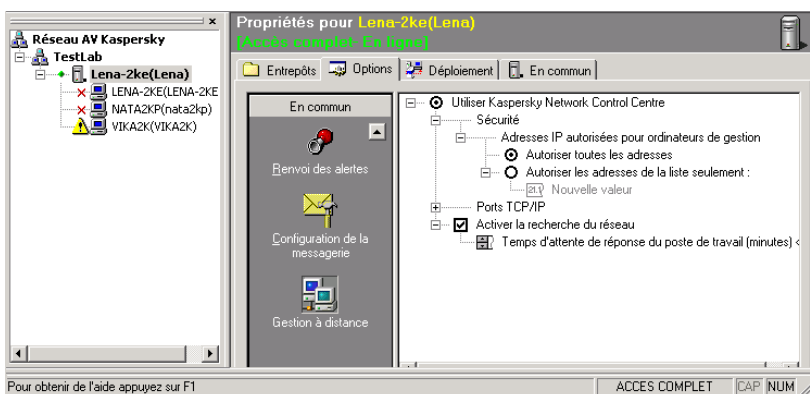 Réseau AV Kaspersky
TestLab
Lena-2ke(Lena)
LENA-2KE(LENA-2KE
NATA2KP(nata2kp)
VIKA2K(VIKA2K)
Propriétés pour Lena-2ke(Lena)
[Accès complet- En ligne]
Entrepôts Options Déploiement En commun
En commun
Renvoi des alertes
Configuration de la
messagerie
Gestion à distance
Utiliser Kaspersky Network Control Centre
Sécurité
Adresses IP autorisées pour ordinateurs de gestion
Autoriser toutes les adresses
Autoriser les adresses de la liste seulement :
Nouvelle valeur
Ports TCP/IP
Activer la recherche du réseau
Temps d'attente de réponse du poste de travail (minutes) <
Pour obtenir de l'aide appuyez sur F1 ACCES COMPLET CAP NUM